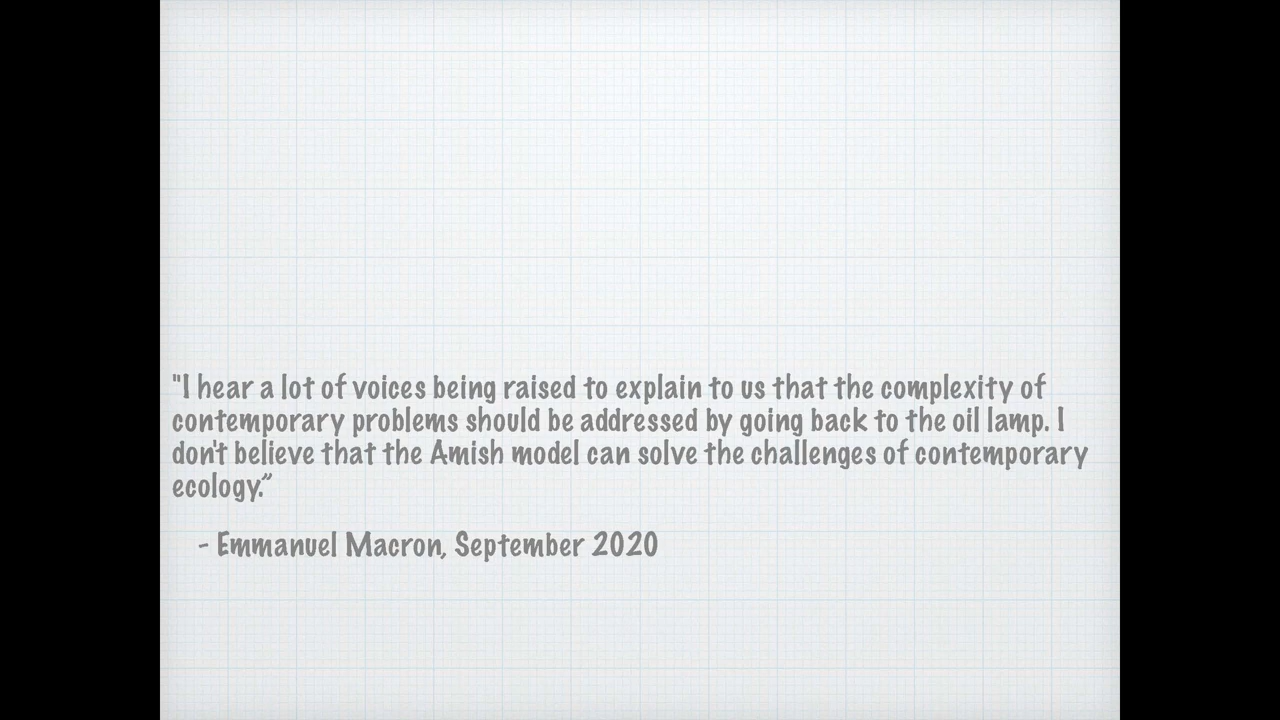 "I hear a lot of voices being raised to explain to us that the complexity of
contemporary problems should be addressed by going back to the oil lamp. I
don't believe that the Amish model can solve the challenges of contemporary
ecology.”
- Emmanuel Macron, September 2020